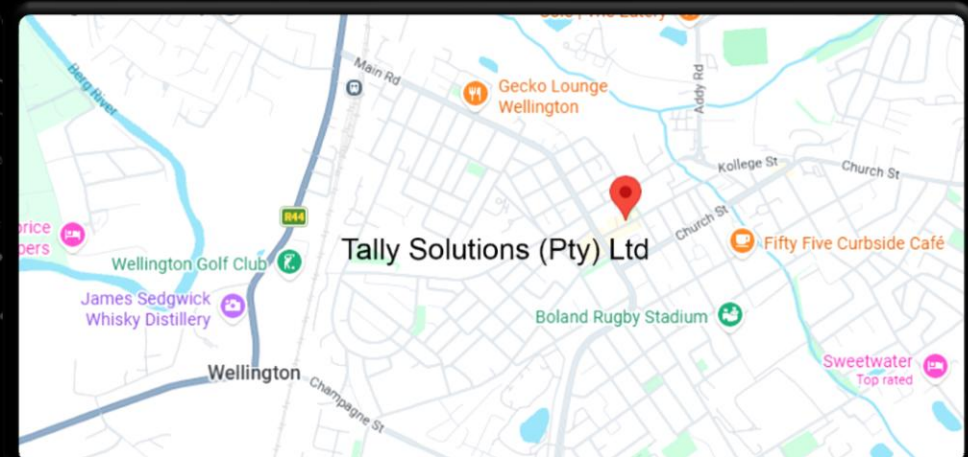 Berg River
Main Rd
Gecko Lounge
Wellington
Addy Rd
Kollege St
Church St
Church St
R44
Wellington Golf Club
Tally Solutions (Pty) Ltd
Fifty Five Curbside Café
James Sedgwick
Whisky Distillery
Boland Rugby Stadium
Sweetwater
Top rated
Wellington
Champagne St